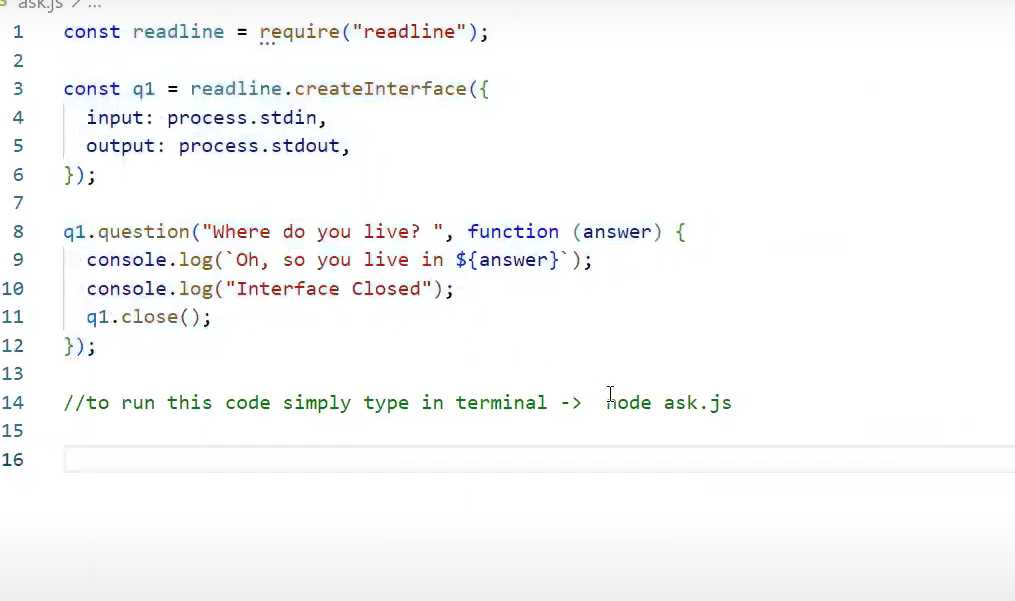 ask.js > ...
1 const readline = require("readline");
2
3 const q1 = readline.createInterface({
4   input: process.stdin,
5   output: process.stdout,
6 });
7
8 q1.question("Where do you live? ", function (answer) {
9   console.log(`Oh, so you live in ${answer}`);
10   console.log("Interface Closed");
11   q1.close();
12 });
13
14 //to run this code simply type in terminal ->  node ask.js
15
16